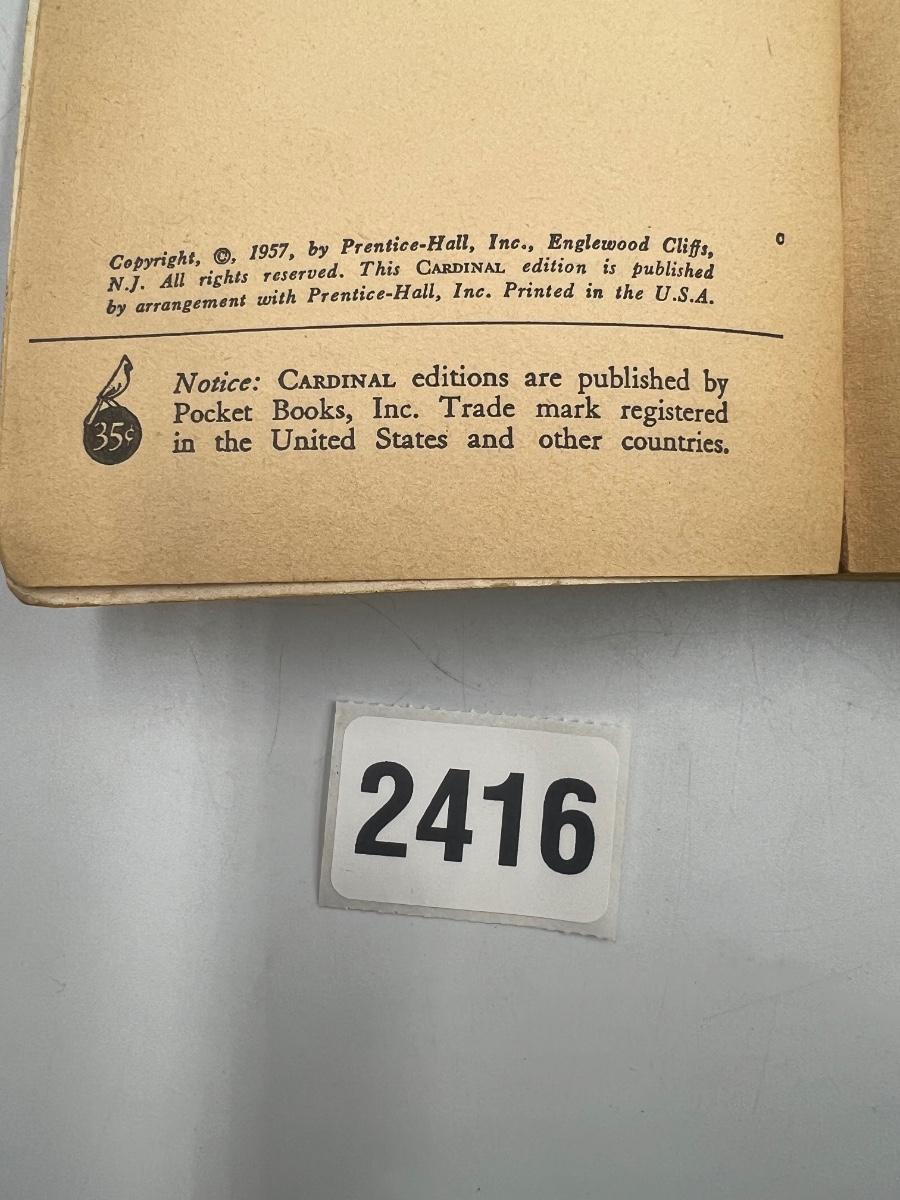 Copyright, ©, 1957, by Prentice-Hall, Inc., Englewood Cliffs,
N.J. All rights reserved. This CARDINAL edition is published
by arrangement with Prentice-Hall, Inc. Printed in the U.S.A.
35¢
Notice: CARDINAL editions are published by
Pocket Books, Inc. Trade mark registered
in the United States and other countries.
2416